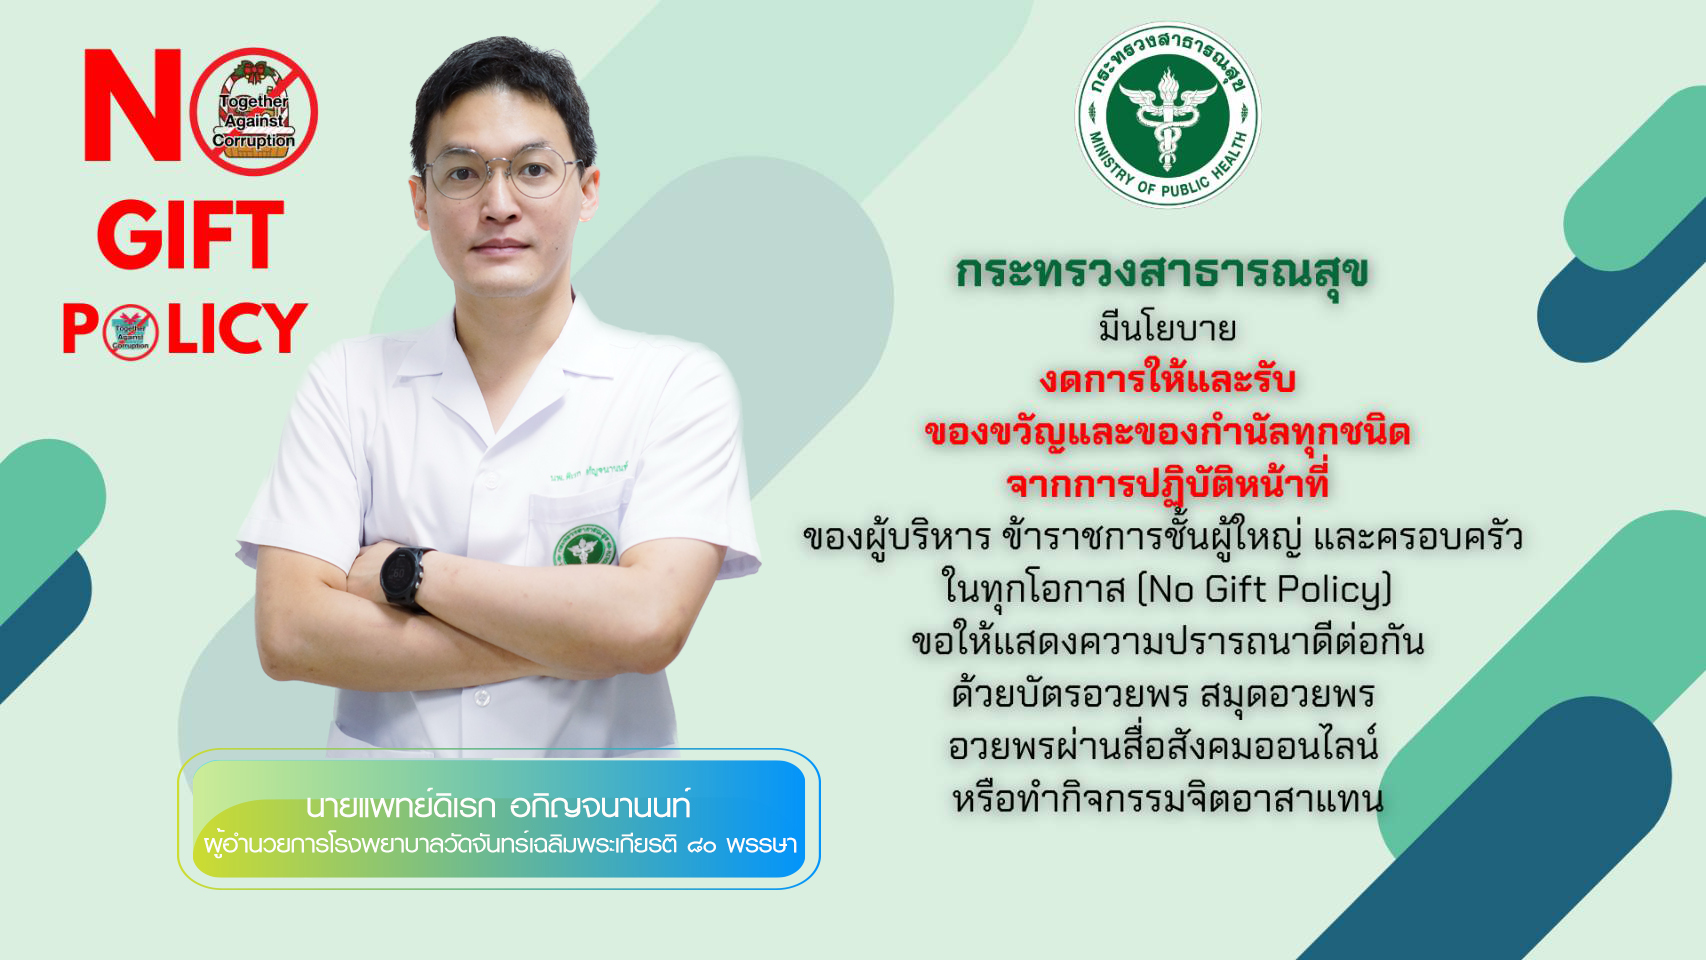 NO
Together
Against
Corruption
GIFT
POLICY
Together
Against
Corruption
กระทรวงสาธารณสุข
MINISTRY OF PUBLIC HEALTH
กระทรวงสาธารณสุข
มีนโยบาย
งดการให้และรับ
ของขวัญและของกำนัลทุกชนิด
จากการปฏิบัติหน้าที่
ของผู้บริหาร ข้าราชการชั้นผู้ใหญ่ และครอบครัว
ในทุกโอกาส (No Gift Policy)
ขอให้แสดงความปรารถนาดีต่อกัน
ด้วยบัตรอวยพร สมุดอวยพร
อวยพรผ่านสื่อสังคมออนไลน์
หรือทำกิจกรรมจิตอาสาแทน
นายแพทย์ดิเรก อภิญจนานนท์
ผู้อำนวยการโรงพยาบาลวัดจันทร์เฉลิมพระเกียรติ ๘๐ พรรษา